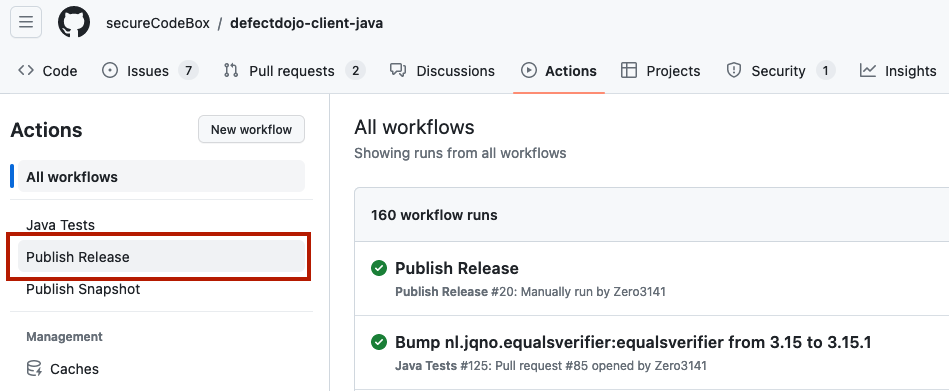 secureCodeBox / defectdojo-client-java
Code Issues 7 Pull requests 2 Discussions Actions Projects Security 1 Insights
Actions
New workflow
All workflows
Java Tests
Publish Release
Publish Snapshot
Management
Caches
All workflows
Showing runs from all workflows
160 workflow runs
Publish Release
Publish Release #20: Manually run by Zero3141
Bump nl.jqno.equalsverifier:equalsverifier from 3.15 to 3.15.1
Java Tests #125: Pull request #85 opened by Zero3141